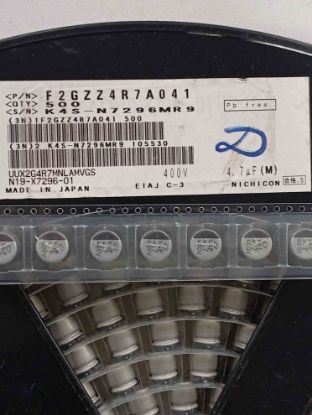 <P/N> F2GZZ4R7A041
<QTY> 500
<S/N> K4S-N7296MR9
Pb free
(3N)1F2GZZ4R7A041 500
(3N)2 K4S-N7296MR9 105530
UUX2G4R7MNLAMVGS 400V 4.7μF(M)
N19-X7296-01
MADE IN JAPAN EIAJ C-3 NICHICON